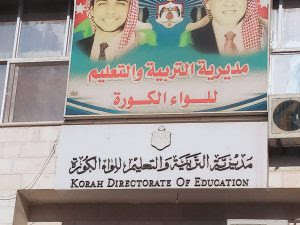 مديرية التربية والتعليم
للواء الكورة
مديرية التربية والتعليم للواء الكورة
KORAH DIRECTORATE OF EDUCATION